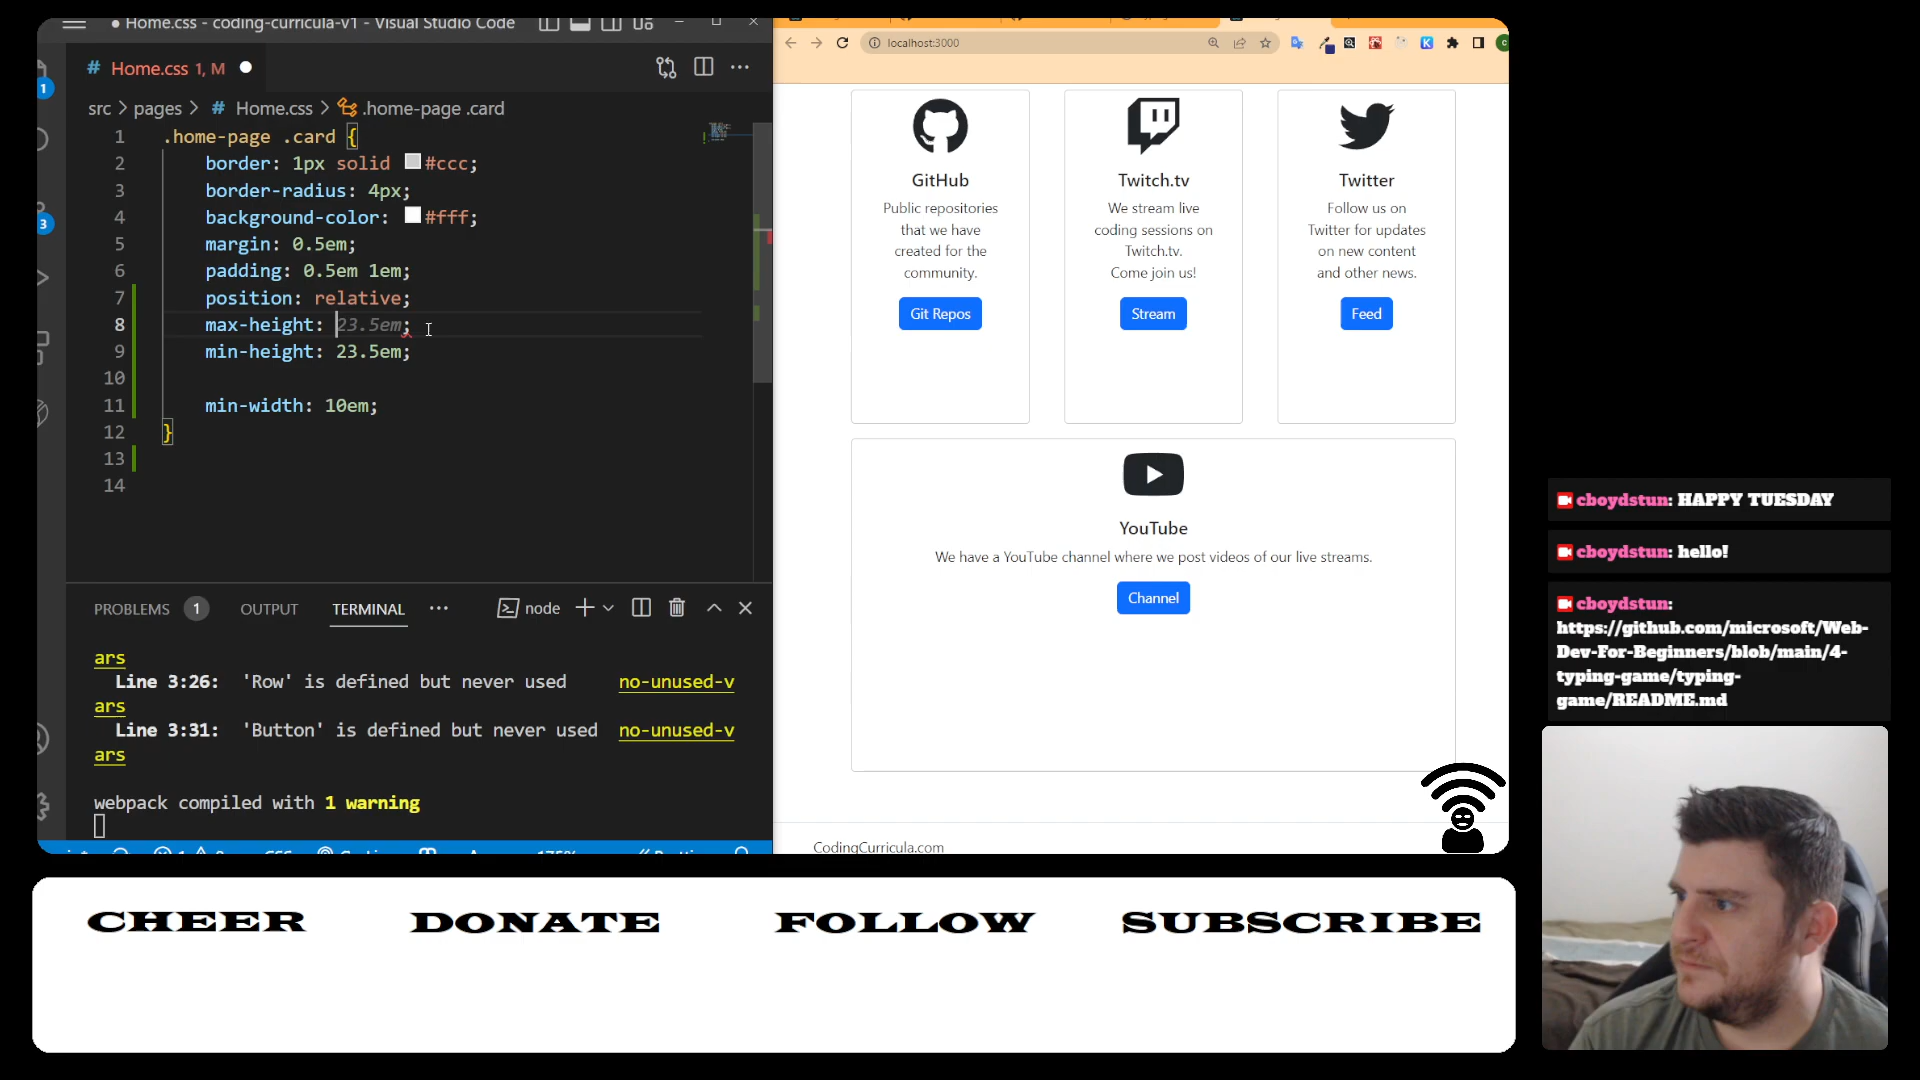 Home.css - coding-curricula-v1 - Visual Studio Code
# Home.css 1, M
1
src > pages > # Home.css > .home-page .card
1 .home-page .card {
2 border: 1px solid #ccc;
3 border-radius: 4px;
4 background-color: #fff;
5 margin: 0.5em;
6 padding: 0.5em 1em;
7 position: relative;
8 max-height: 23.5em;
9 min-height: 23.5em;
10
11 min-width: 10em;
12 }
13
14
3
PROBLEMS 1 OUTPUT TERMINAL ... node
ars
Line 3:26: 'Row' is defined but never used no-unused-v
ars
Line 3:31: 'Button' is defined but never used no-unused-v
ars
webpack compiled with 1 warning
localhost:3000
GitHub
Public repositories
that we have
created for the
community.
Git Repos
Twitch.tv
We stream live
coding sessions on
Twitch.tv.
Come join us!
Stream
Twitter
Follow us on
Twitter for updates
on new content
and other news.
Feed
YouTube
We have a YouTube channel where we post videos of our live streams.
Channel
CodingCurricula.com
cboydstun: HAPPY TUESDAY
cboydstun: hello!
cboydstun:
https://github.com/microsoft/Web-
Dev-For-Beginners/blob/main/4-
typing-game/typing-
game/README.md
CHEER DONATE FOLLOW SUBSCRIBE